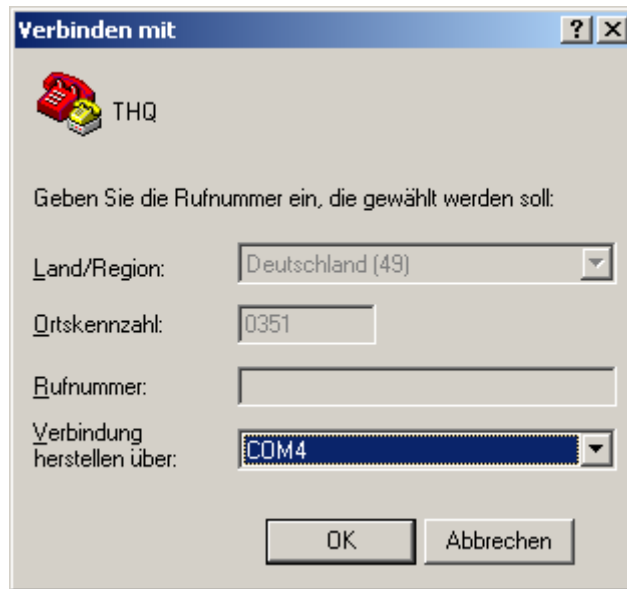 Verbinden mit
THQ
Geben Sie die Rufnummer ein, die gewählt werden soll:
Land/Region: Deutschland (49)
Ortskennzahl: 0351
Rufnummer:
Verbindung
herstellen über: COM4
OK Abbrechen